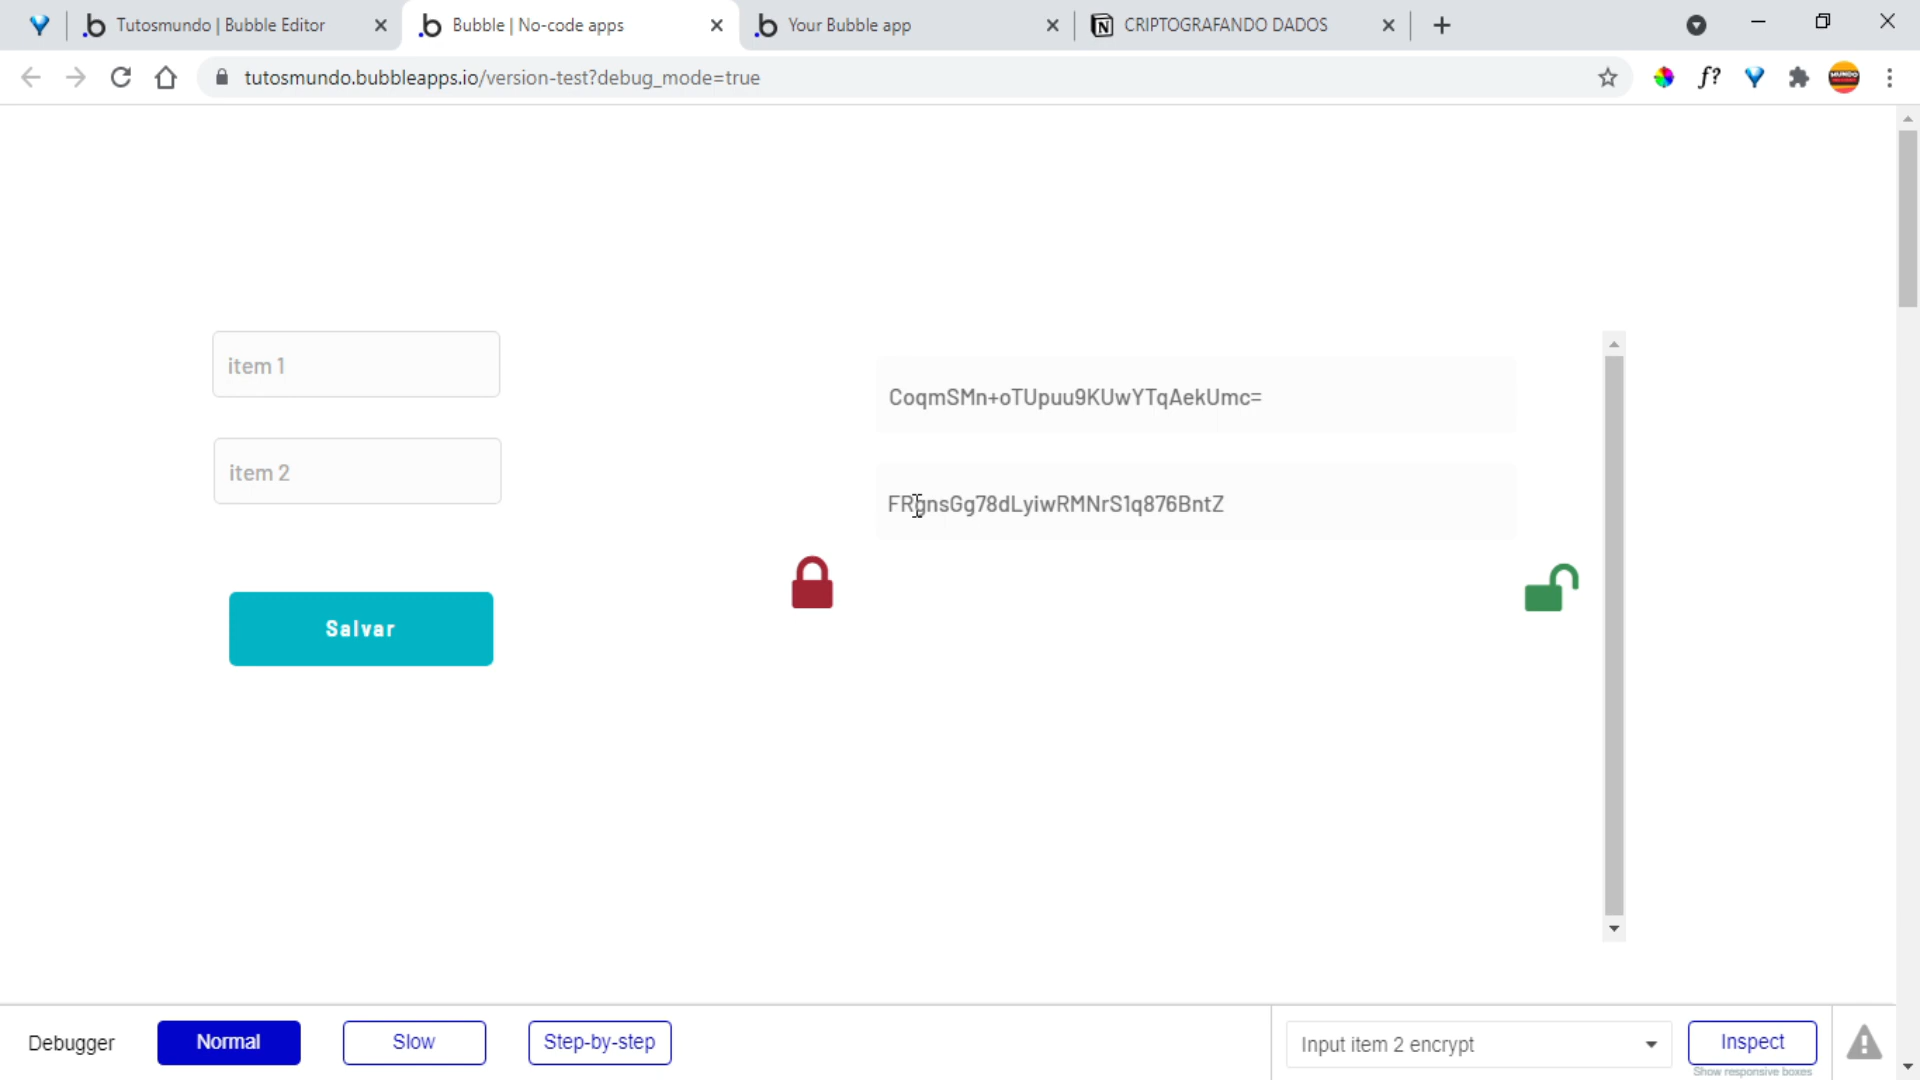 Tutosmundo | Bubble Editor
Bubble | No-code apps
Your Bubble app
CRIPTOGRAFANDO DADOS
tutosmundo.bubbleapps.io/version-test?debug_mode=true
f?
item 1
CoqmSMn+oTUpuu9KUwYTqAekUmc=
item 2
FRgnsGg78dLyiwRMNrS1q876BntZ
Salvar
Debugger
Normal
Slow
Step-by-step
Input item 2 encrypt
Inspect
Show responsive boxes